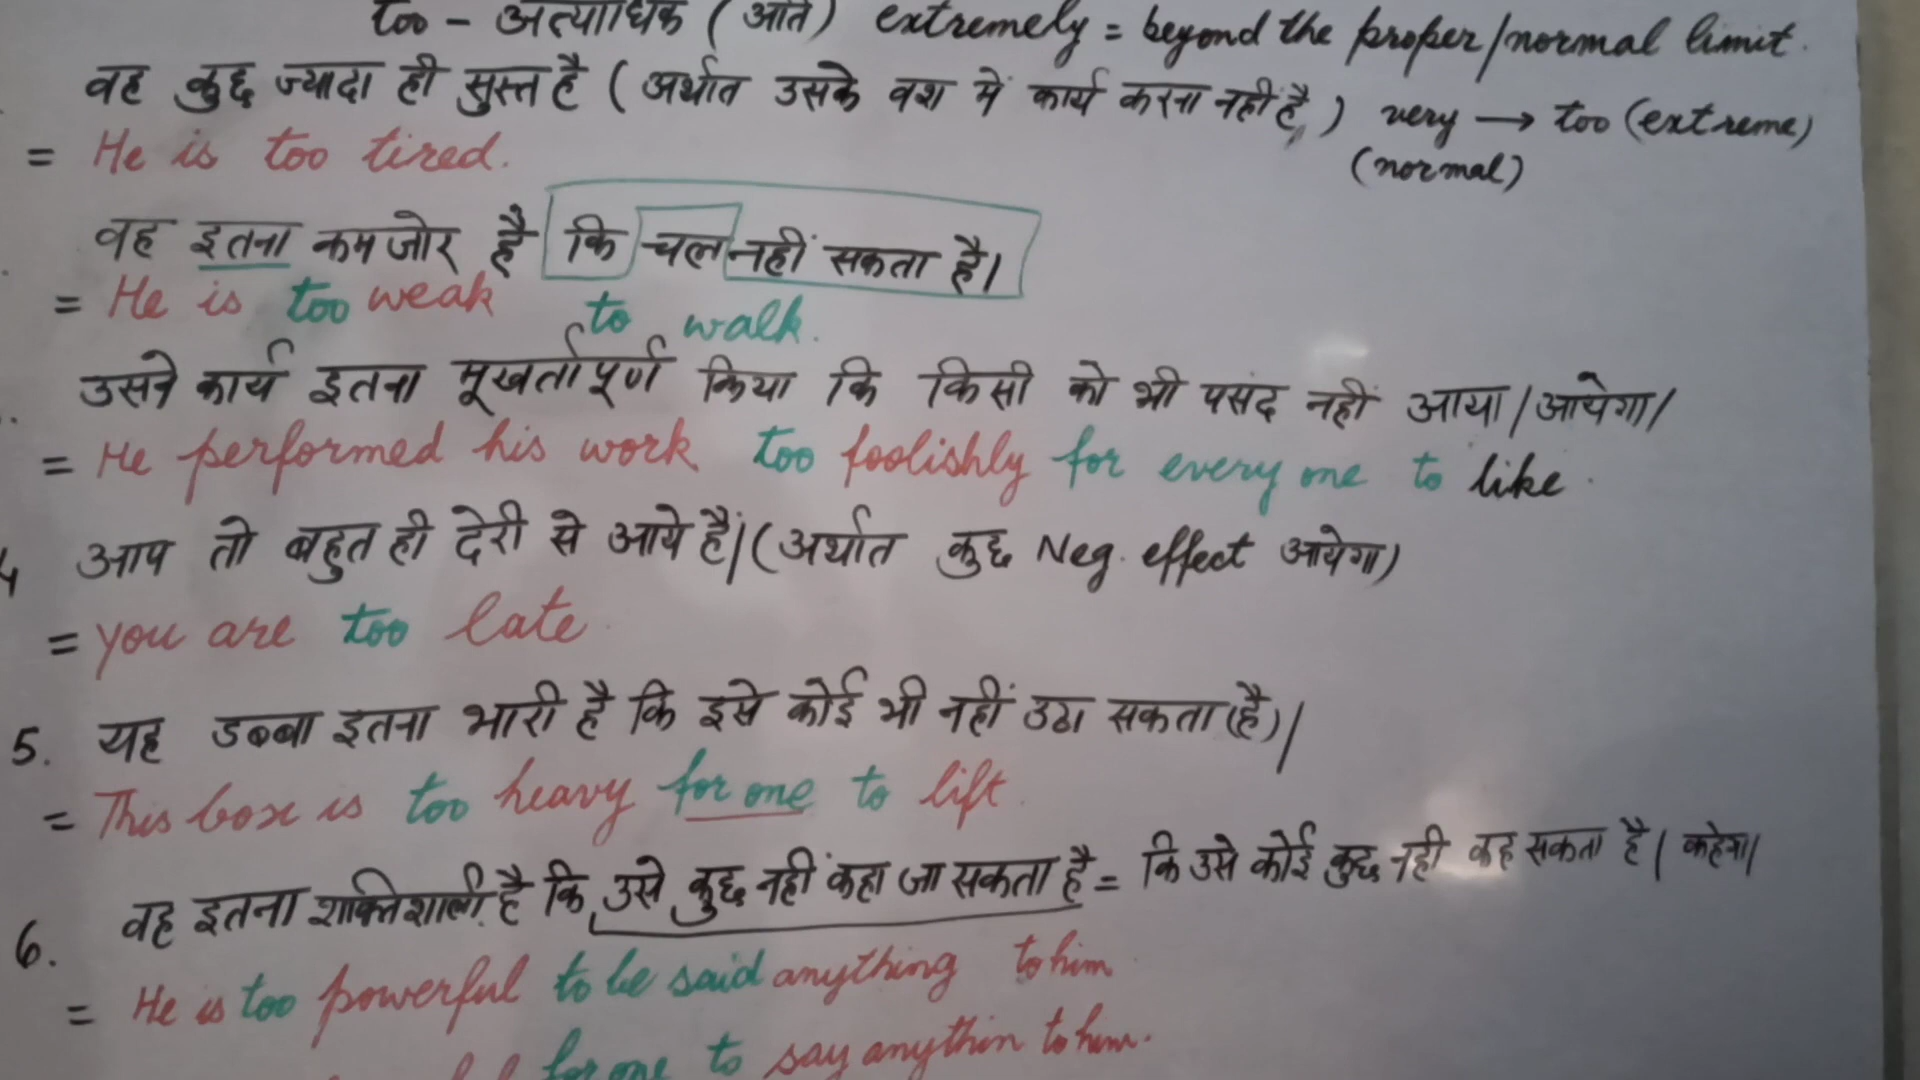 too - अत्याधिक (अति) extremely = beyond the proper/normal limit.
वह कुछ ज्यादा ही सुस्त है (अर्थात उसके वश में कार्य करना नहीं है) very → too (extreme)
(normal)
= He is too tired.
वह इतना कमजोर है कि चल नहीं सकता है।
= He is too weak to walk.
उसने कार्य इतना मूर्खतापूर्ण किया कि किसी को भी पसंद नहीं आया/आयेगा/
= He performed his work too foolishly for every one to like.
4 आप तो बहुत ही देरी से आये हैं।(अर्थात कुछ Neg. effect आयेगा)
= you are too late
5. यह डब्बा इतना भारी है कि इसे कोई भी नहीं उठा सकता (है)/
= This box is too heavy for one to lift.
6. वह इतना शक्तिशाली है कि उसे कुछ नहीं कहा जा सकता है = कि उसे कोई कुछ नही कह सकता है/ कहेगा/
= He is too powerful to be said anything to him
for one to say anythin to him.